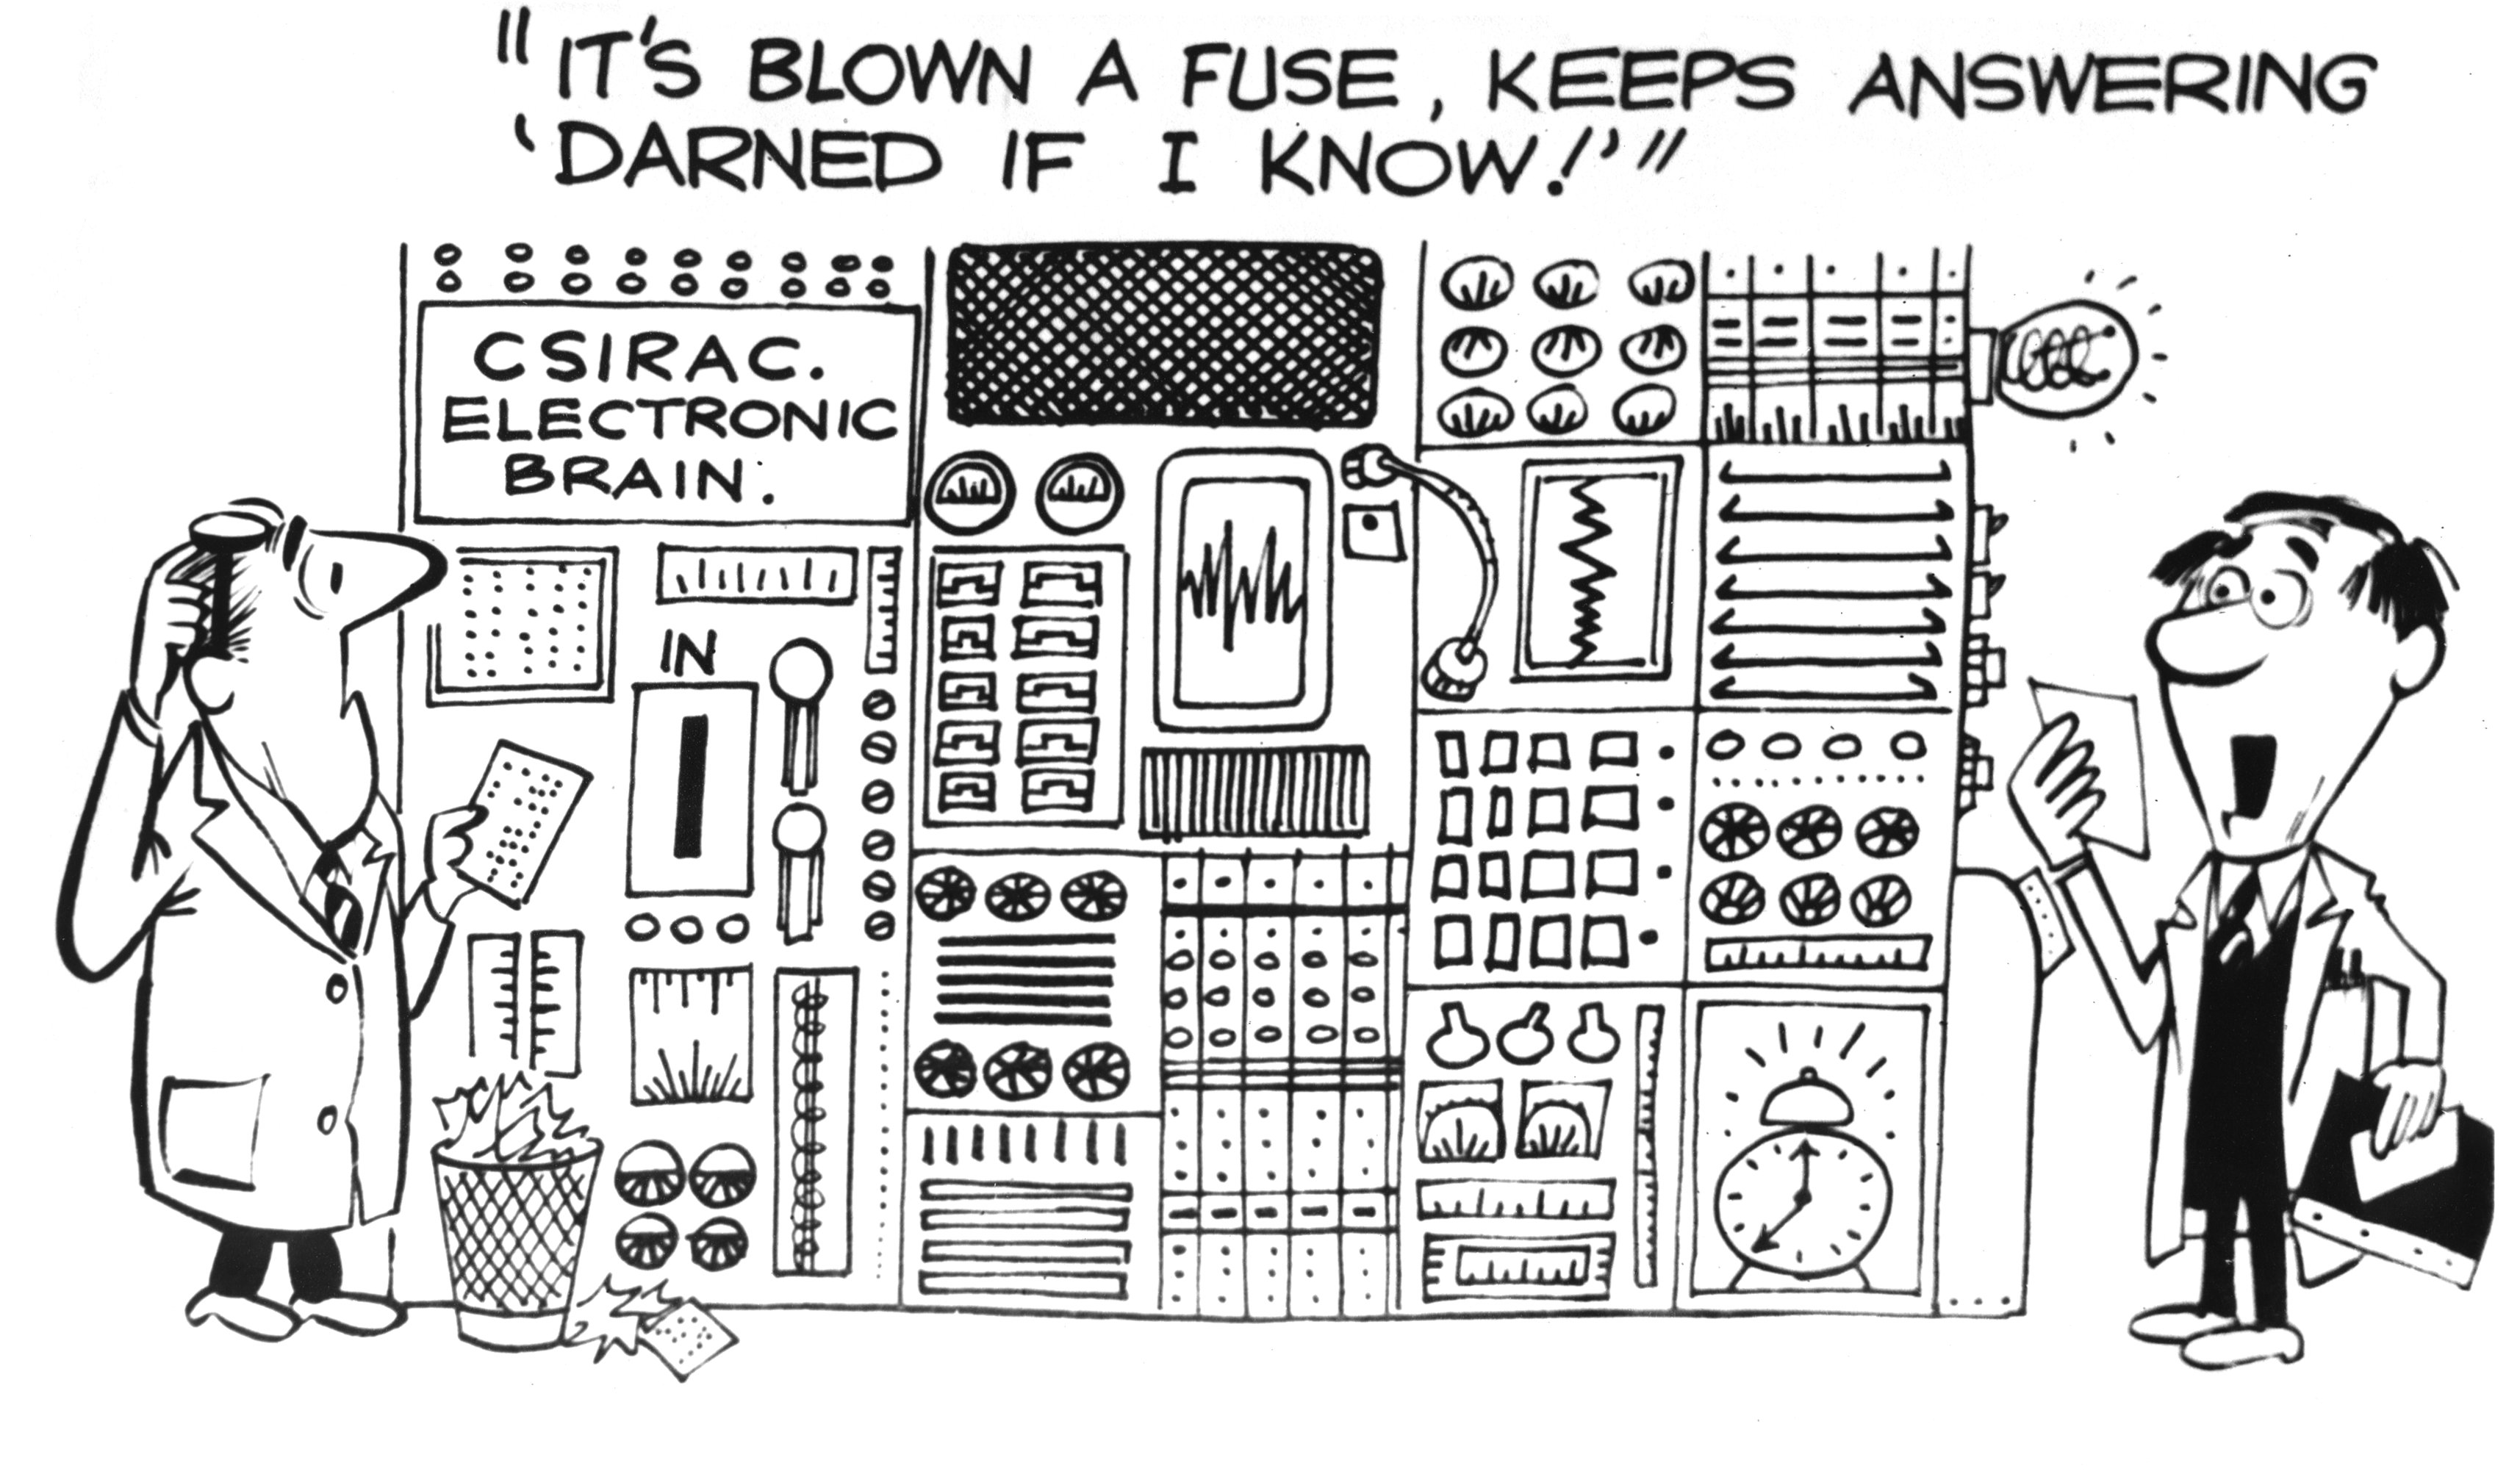 "IT'S BLOWN A FUSE, KEEPS ANSWERING
'DARNED IF I KNOW!'"
CSIRAC.
ELECTRONIC
BRAIN.
IN